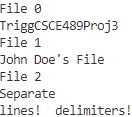 File 0
TriggCSCE489Proj3
File 1
John Doe's File
File 2
Separate
lines!  delimiters!